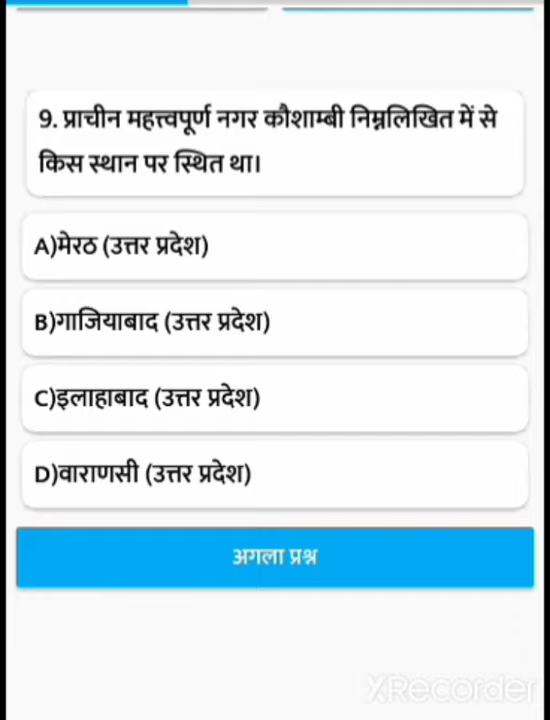 9. प्राचीन महत्त्वपूर्ण नगर कौशाम्बी निम्नलिखित में से
किस स्थान पर स्थित था।
A)मेरठ (उत्तर प्रदेश)
B)गाजियाबाद (उत्तर प्रदेश)
C)इलाहाबाद (उत्तर प्रदेश)
D)वाराणसी (उत्तर प्रदेश)
अगला प्रश्न
XRecorder